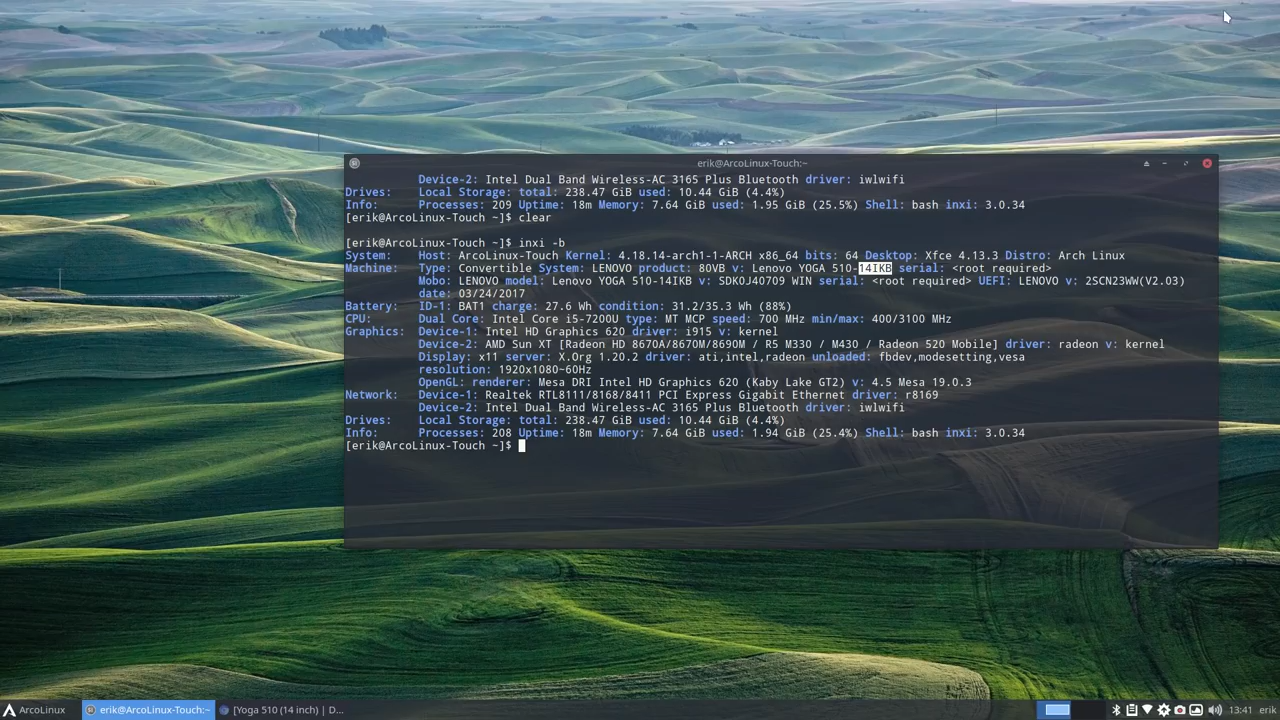 erik@ArcoLinux-Touch:~
Device-2: Intel Dual Band Wireless-AC 3165 Plus Bluetooth driver: iwlwifi
Drives: Local Storage: total: 238.47 GiB used: 10.44 GiB (4.4%)
Info: Processes: 209 Uptime: 18m Memory: 7.64 GiB used: 1.95 GiB (25.5%) Shell: bash inxi: 3.0.34
[erik@ArcoLinux-Touch ~]$ clear
[erik@ArcoLinux-Touch ~]$ inxi -b
System: Host: ArcoLinux-Touch Kernel: 4.18.14-arch1-1-ARCH x86_64 bits: 64 Desktop: Xfce 4.13.3 Distro: Arch Linux
Machine: Type: Convertible System: LENOVO product: 80VB v: Lenovo YOGA 510-14IKB serial: <root required>
Mobo: LENOVO model: Lenovo YOGA 510-14IKB v: SDK0J40709 WIN serial: <root required> UEFI: LENOVO v: 2SCN23WW(V2.03)
date: 03/24/2017
Battery: ID-1: BAT1 charge: 27.6 Wh condition: 31.2/35.3 Wh (88%)
CPU: Dual Core: Intel Core i5-7200U type: MT MCP speed: 700 MHz min/max: 400/3100 MHz
Graphics: Device-1: Intel HD Graphics 620 driver: i915 v: kernel
Device-2: AMD Sun XT [Radeon HD 8670A/8670M/8690M / R5 M330 / M430 / Radeon 520 Mobile] driver: radeon v: kernel
Display: x11 server: X.Org 1.20.2 driver: ati,intel,radeon unloaded: fbdev,modesetting,vesa
resolution: 1920x1080~60Hz
OpenGL: renderer: Mesa DRI Intel HD Graphics 620 (Kaby Lake GT2) v: 4.5 Mesa 19.0.3
Network: Device-1: Realtek RTL8111/8168/8411 PCI Express Gigabit Ethernet driver: r8169
Device-2: Intel Dual Band Wireless-AC 3165 Plus Bluetooth driver: iwlwifi
Drives: Local Storage: total: 238.47 GiB used: 10.44 GiB (4.4%)
Info: Processes: 208 Uptime: 18m Memory: 7.64 GiB used: 1.94 GiB (25.4%) Shell: bash inxi: 3.0.34
[erik@ArcoLinux-Touch ~]$
ArcoLinux erik@ArcoLinux-Touch:~ [Yoga 510 (14 inch) | D... 13:41 erik